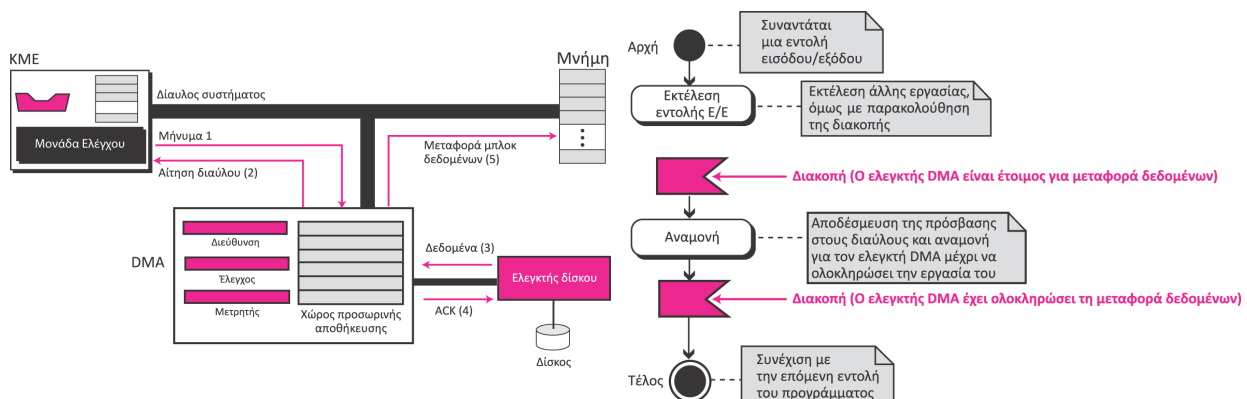 ΚΜΕ
Μονάδα Ελέγχου
Δίαυλος συστήματος
Μήνυμα 1
Αίτηση διαύλου (2)
Μνήμη
Μεταφορά μπλοκ
δεδομένων (5)
DMA
Διεύθυνση
Έλεγχος
Μετρητής
Χώρος προσωρινής
αποθήκευσης
Δεδομένα (3)
ACK (4)
Ελεγκτής δίσκου
Δίσκος
Αρχή
Συναντάται
μια εντολή
εισόδου/εξόδου
Εκτέλεση
εντολής Ε/Ε
Εκτέλεση άλλης εργασίας,
όμως με παρακολούθηση
της διακοπής
Διακοπή (Ο ελεγκτής DMA είναι έτοιμος για μεταφορά δεδομένων)
Αναμονή
Αποδέσμευση της πρόσβασης
στους διαύλους και αναμονή
για τον ελεγκτή DMA μέχρι να
ολοκληρώσει την εργασία του
Διακοπή (Ο ελεγκτής DMA έχει ολοκληρώσει τη μεταφορά δεδομένων)
Τέλος
Συνέχιση με
την επόμενη εντολή
του προγράμματος